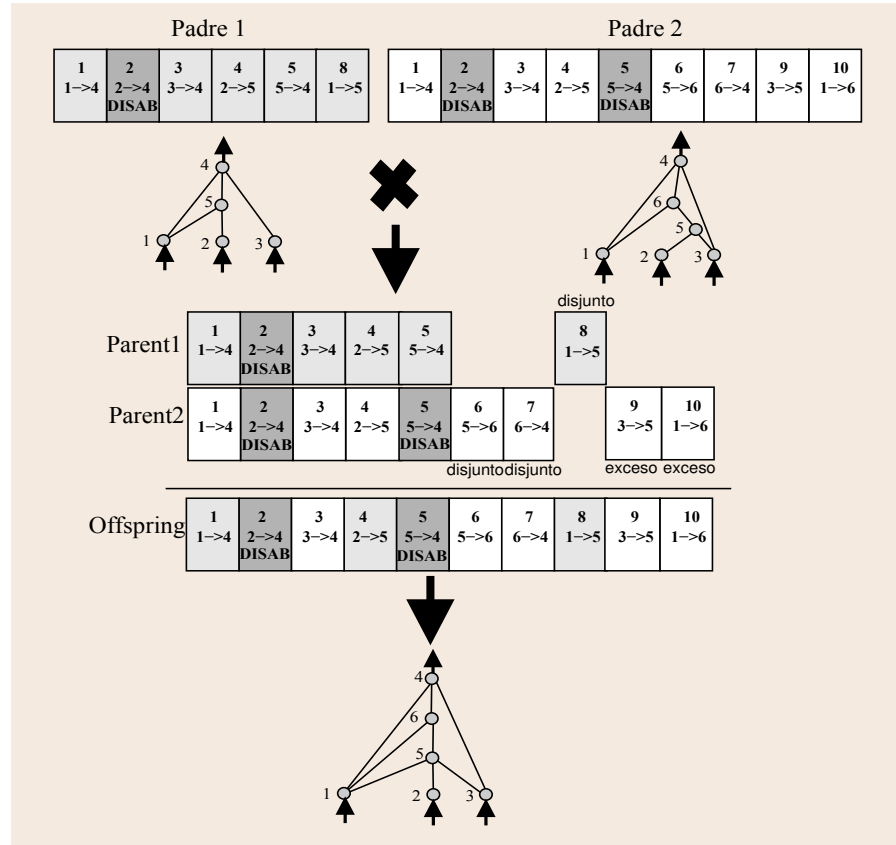 Padre 1 Padre 2
1 2 3 4 5 8 1 2 3 4 5 6 7 9 10
1−>4 2−>4 3−>4 2−>5 5−>4 1−>5 1−>4 2−>4 3−>4 2−>5 5−>4 5−>6 6−>4 3−>5 1−>6
DISAB DISAB DISAB
4 4
5 6
5
1 2 3 1 2 3
disjunto
Parent1
1 2 3 4 5 8
1−>4 2−>4 3−>4 2−>5 5−>4 1−>5
DISAB
Parent2
1 2 3 4 5 6 7 9 10
1−>4 2−>4 3−>4 2−>5 5−>4 5−>6 6−>4 3−>5 1−>6
DISAB DISAB
disjunto disjunto exceso exceso
Offspring
1 2 3 4 5 6 7 8 9 10
1−>4 2−>4 3−>4 2−>5 5−>4 5−>6 6−>4 1−>5 3−>5 1−>6
DISAB DISAB
4
6
5
1 2 3